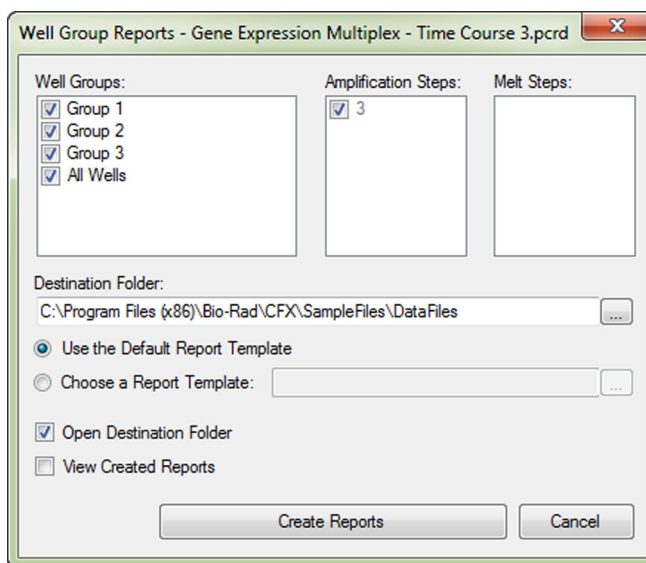 Well Group Reports - Gene Expression Multiplex - Time Course 3.pcrd
Well Groups:
Group 1
Group 2
Group 3
All Wells
Amplification Steps:
3
Melt Steps:
Destination Folder:
C:\Program Files (x86)\Bio-Rad\CFX\SampleFiles\DataFiles
...
Use the Default Report Template
Choose a Report Template:
...
Open Destination Folder
View Created Reports
Create Reports
Cancel